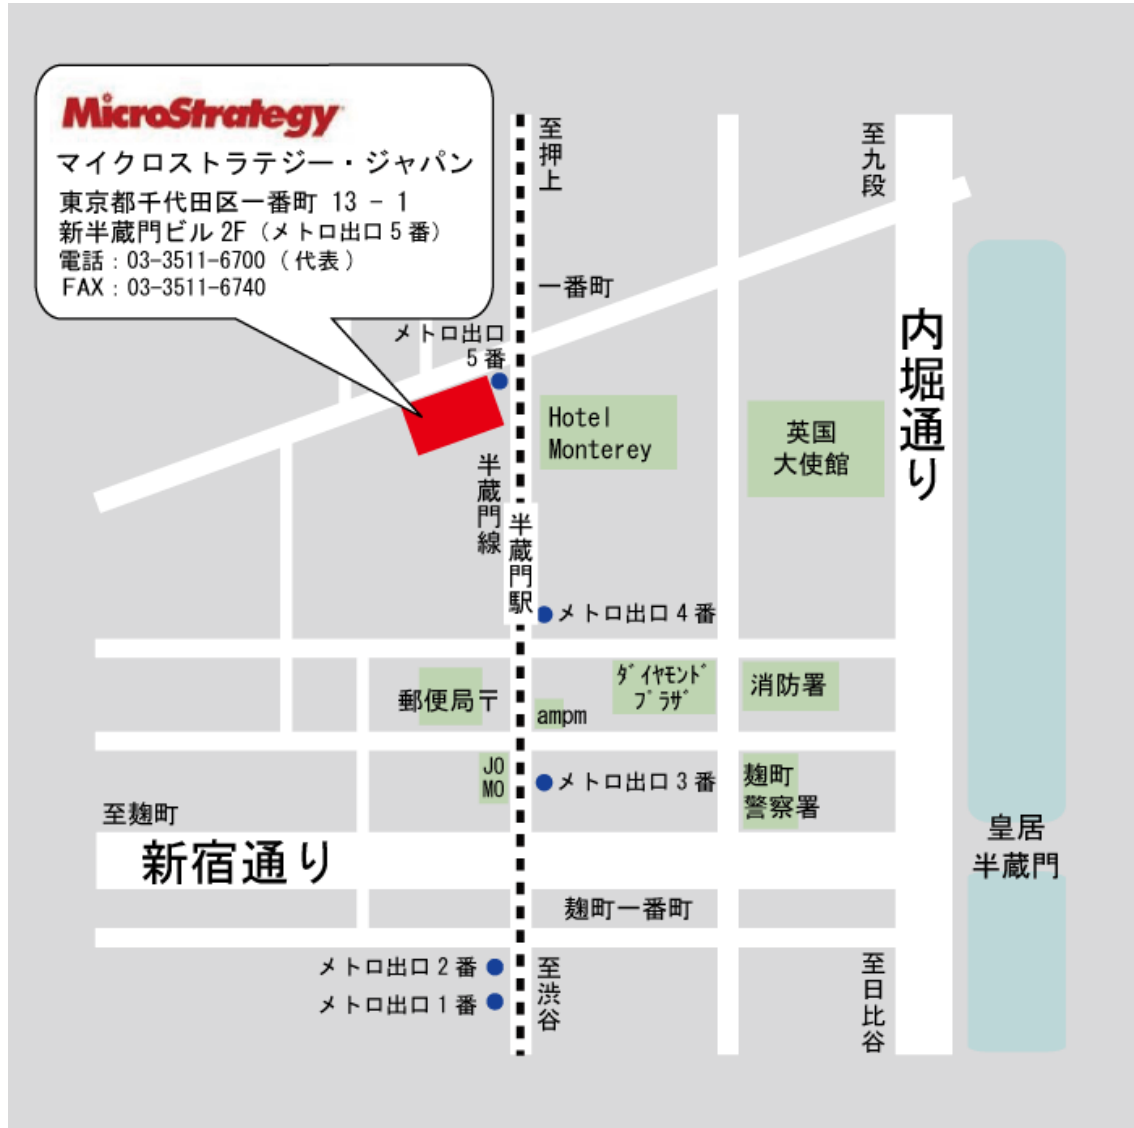 MicroStrategy
マイクロストラテジー・ジャパン
東京都千代田区一番町 13 - 1
新半蔵門ビル 2F（メトロ出口 5 番）
電話：03-3511-6700（代表）
FAX：03-3511-6740
至押上
至九段
一番町
メトロ出口
5 番
内堀通り
Hotel
Monterey
英国
大使館
半蔵門線
半蔵門駅
メトロ出口 4 番
郵便局〒
ampm
ﾀﾞｲﾔﾓﾝﾄﾞ
ﾌﾟﾗｻﾞ
消防署
JO
MO
メトロ出口 3 番
麹町
警察署
至麹町
新宿通り
皇居
半蔵門
麹町一番町
メトロ出口 2 番
メトロ出口 1 番
至渋谷
至日比谷